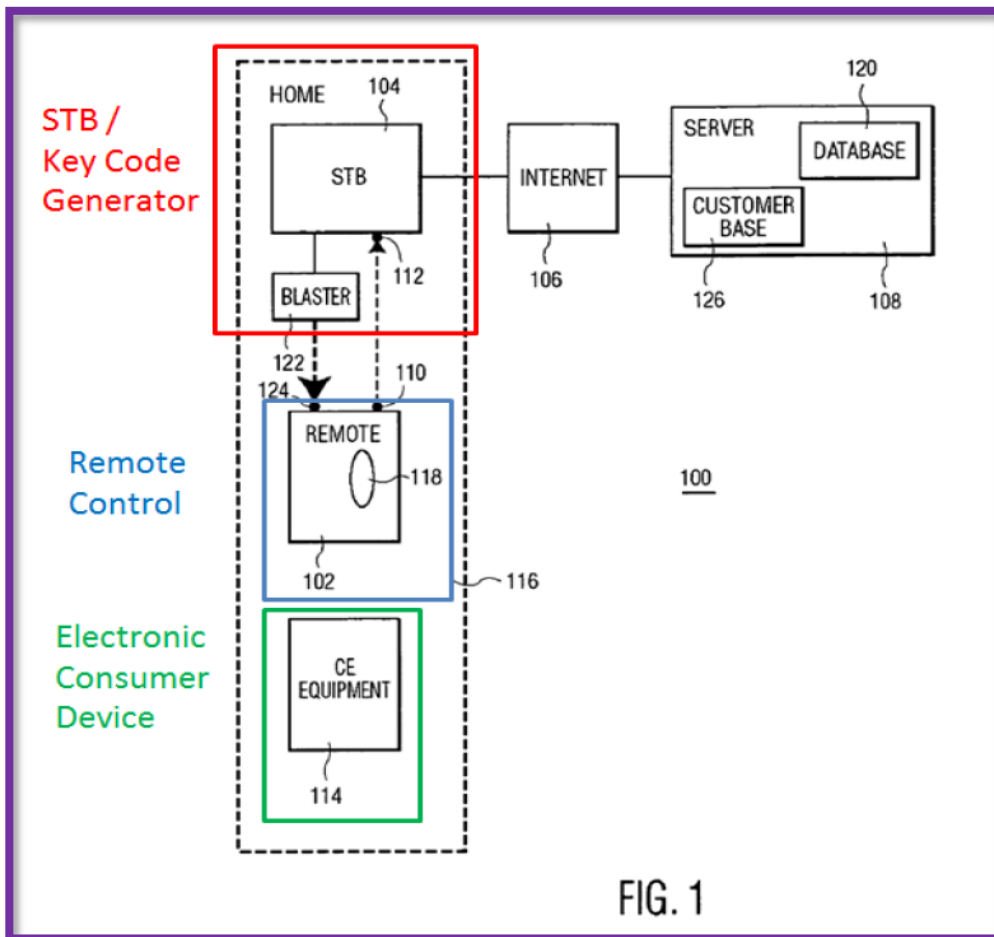 STB /
Key Code
Generator
HOME
104
STB
112
BLASTER
122
INTERNET
106
SERVER
120
DATABASE
CUSTOMER
BASE
126
108
Remote
Control
124
110
REMOTE
118
102
116
100
Electronic
Consumer
Device
CE
EQUIPMENT
114
FIG. 1